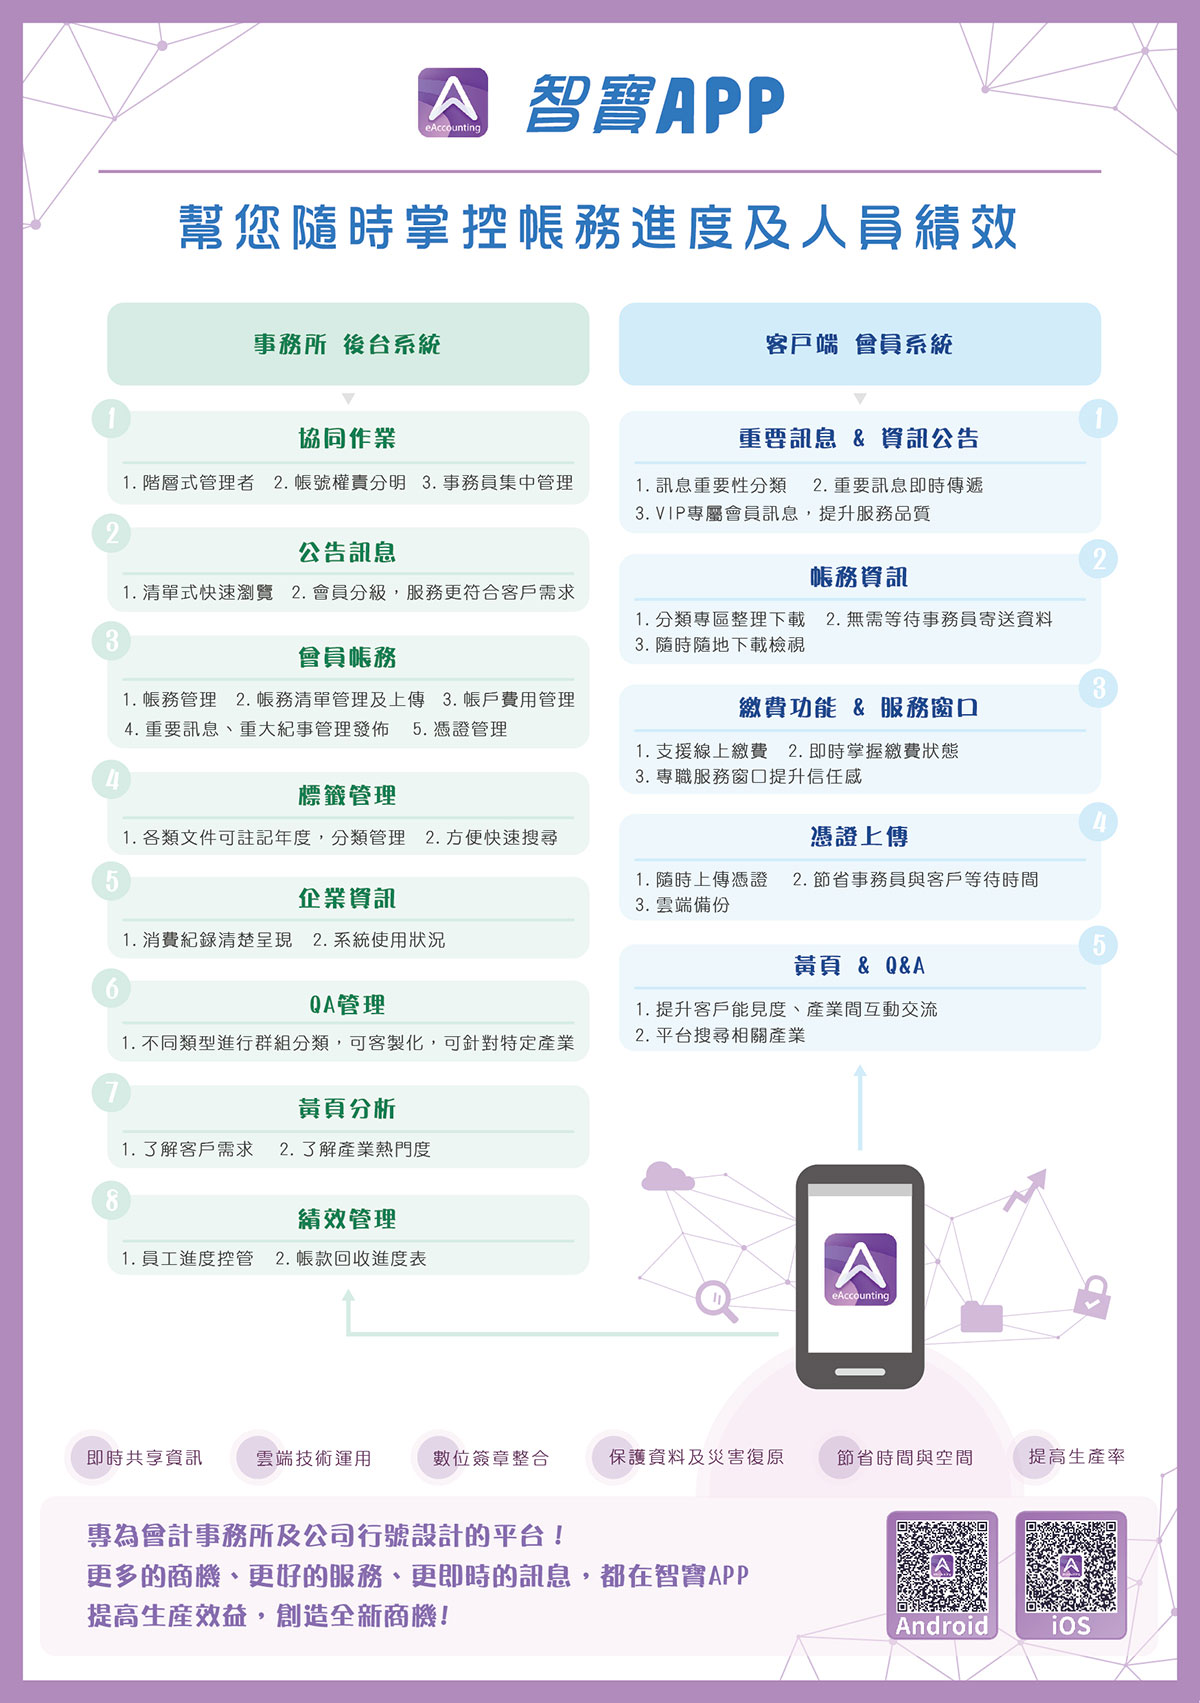 eAccounting
智寶APP
幫您隨時掌控帳務進度及人員績效
事務所 後台系統
1
協同作業
1. 階層式管理者 2. 帳號權責分明 3. 事務員集中管理
2
公告訊息
1. 清單式快速瀏覽 2. 會員分級，服務更符合客戶需求
3
會員帳務
1. 帳務管理 2. 帳務清單管理及上傳 3. 帳戶費用管理
4. 重要訊息、重大紀事管理發佈 5. 憑證管理
4
標籤管理
1. 各類文件可註記年度，分類管理 2. 方便快速搜尋
5
企業資訊
1. 消費紀錄清楚呈現 2. 系統使用狀況
6
QA管理
1. 不同類型進行群組分類，可客製化，可針對特定產業
7
黃頁分析
1. 了解客戶需求 2. 了解產業熱門度
8
績效管理
1. 員工進度控管 2. 帳款回收進度表
客戶端 會員系統
1
重要訊息 & 資訊公告
1. 訊息重要性分類 2. 重要訊息即時傳遞
3. VIP專屬會員訊息，提升服務品質
2
帳務資訊
1. 分類專區整理下載 2. 無需等待事務員寄送資料
3. 隨時隨地下載檢視
3
繳費功能 & 服務窗口
1. 支援線上繳費 2. 即時掌握繳費狀態
3. 專職服務窗口提升信任感
4
憑證上傳
1. 隨時上傳憑證 2. 節省事務員與客戶等待時間
3. 雲端備份
5
黃頁 & Q&A
1. 提升客戶能見度、產業間互動交流
2. 平台搜尋相關產業
eAccounting
即時共享資訊 雲端技術運用 數位簽章整合 保護資料及災害復原 節省時間與空間 提高生產率
專為會計事務所及公司行號設計的平台！
更多的商機、更好的服務、更即時的訊息，都在智寶APP
提高生産效益，創造全新商機!
Android
iOS